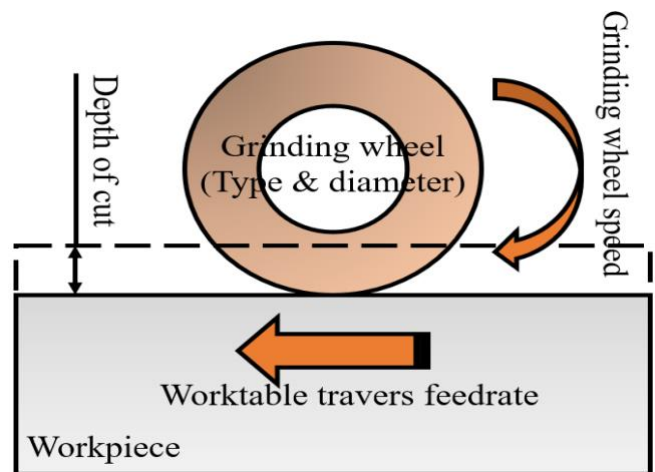 Depth of cut
Grinding wheel
(Type & diameter)
Grinding wheel speed
Worktable travers feedrate
Workpiece